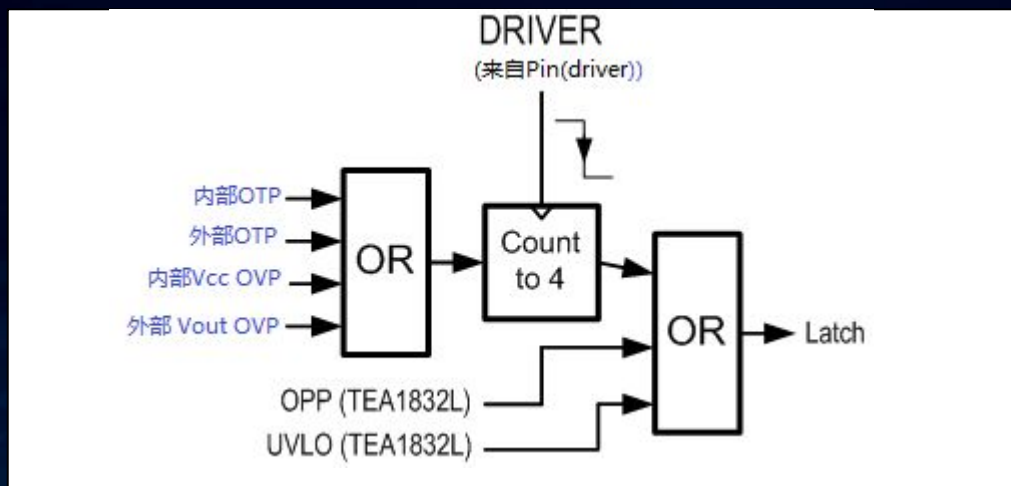 DRIVER
(来自Pin(driver))
内部OTP
外部OTP
内部Vcc OVP
外部 Vout OVP
OR
Count
to 4
OR
Latch
OPP (TEA1832L)
UVLO (TEA1832L)